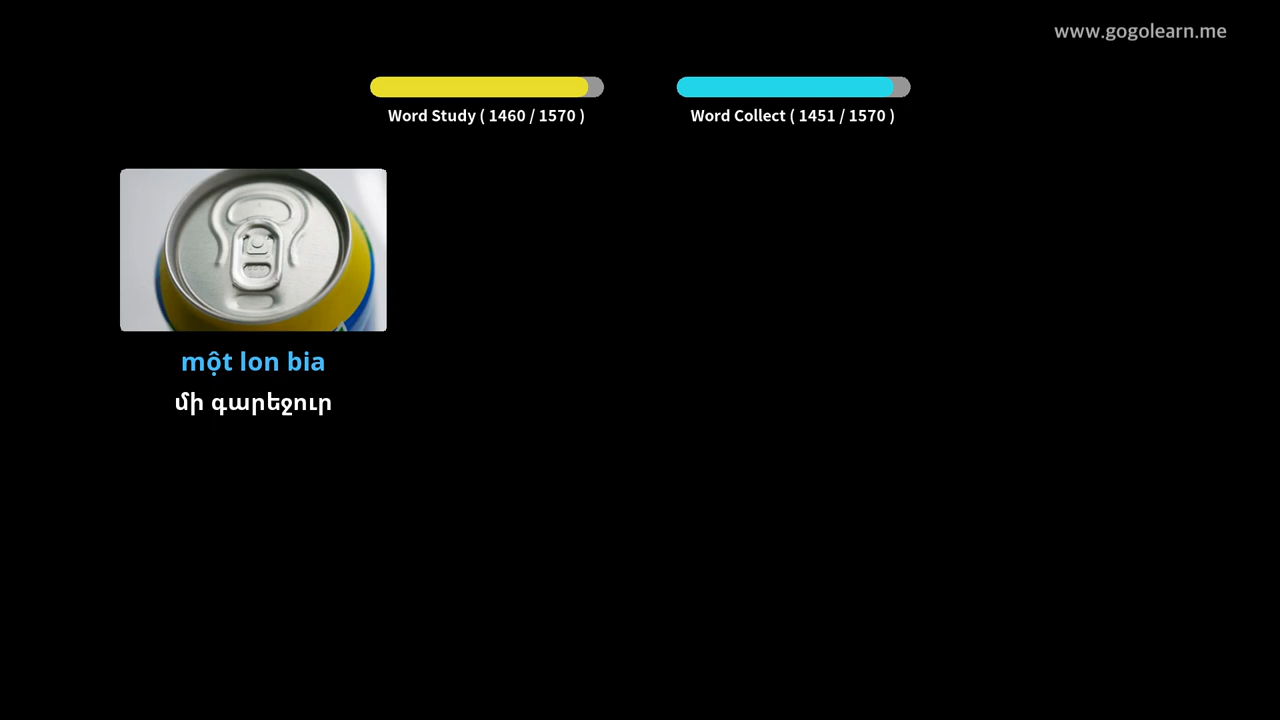 www.gogolearn.me
Word Study ( 1460 / 1570 )
Word Collect ( 1451 / 1570 )
một lon bia
մի գարեջուր